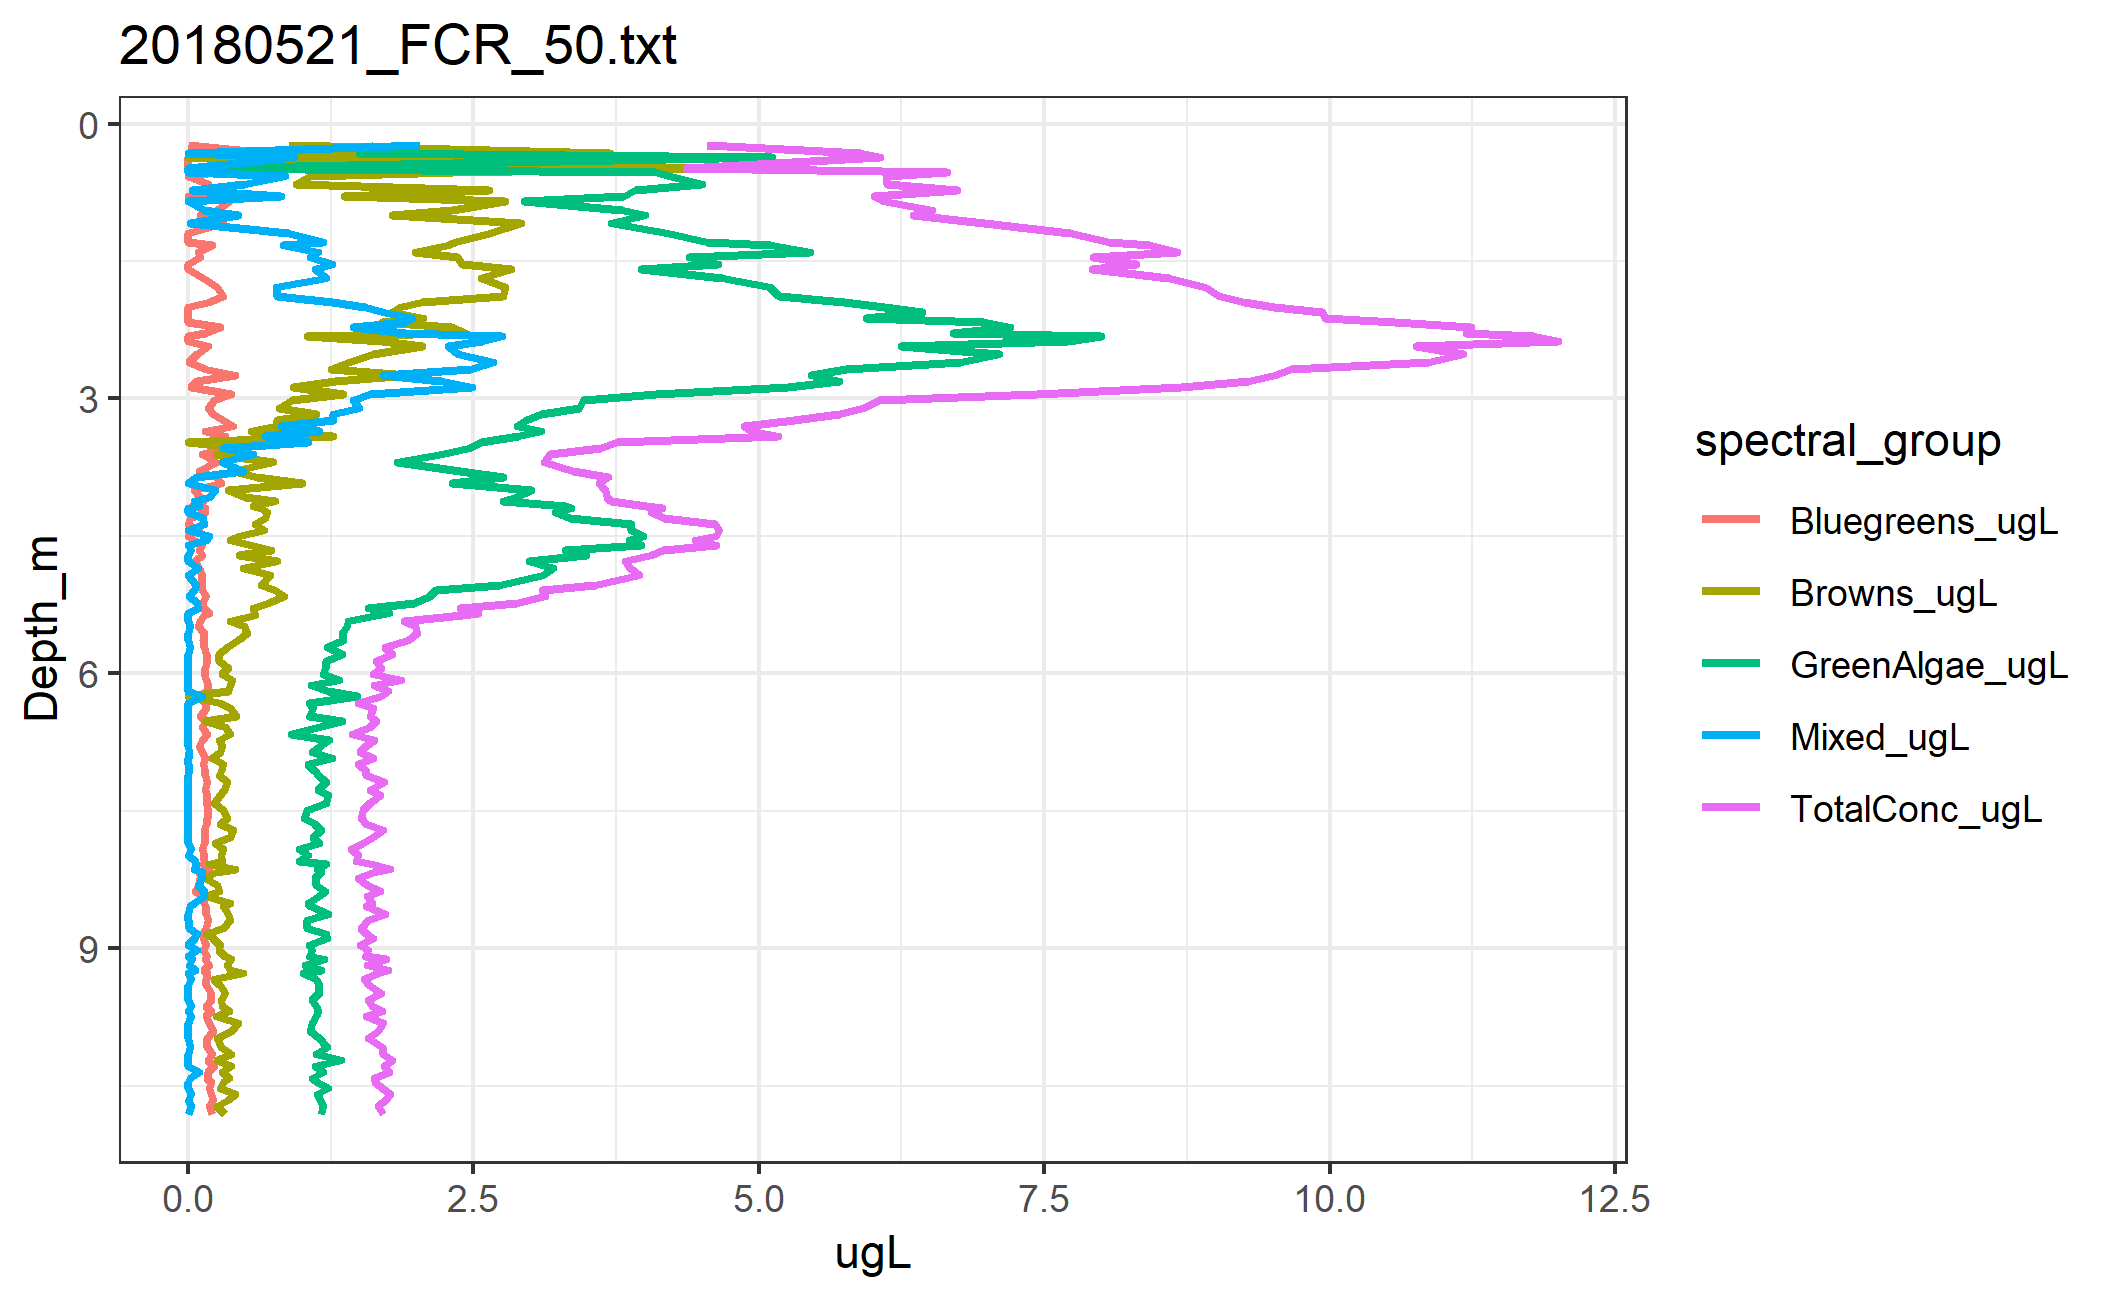 20180521_FCR_50.txt
0
3
6
9
Depth_m
0.0 2.5 5.0 7.5 10.0 12.5
ugL
spectral_group
Bluegreens_ugL
Browns_ugL
GreenAlgae_ugL
Mixed_ugL
TotalConc_ugL